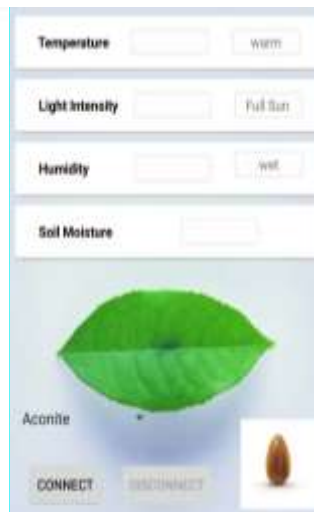 Temperature warm
Light Intensity Full Sun
Humidity wet
Soil Moisture
Aconite
CONNECT DISCONNECT